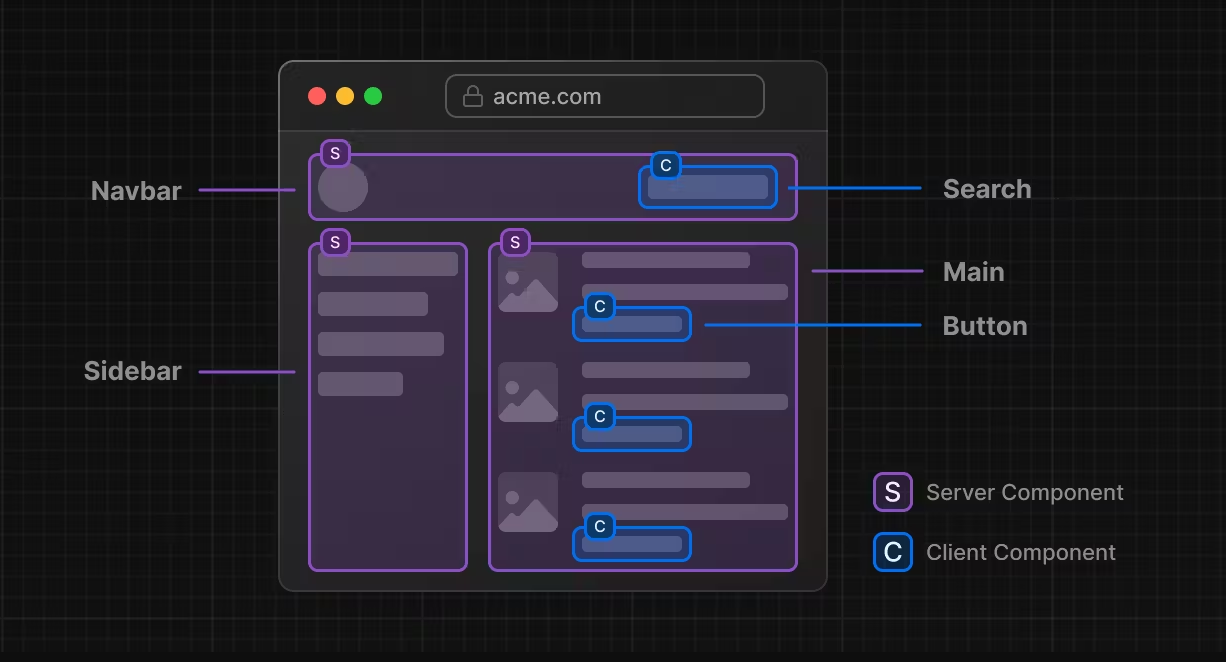 acme.com
S
C
Navbar
Search
S
S
Main
C
Button
Sidebar
C
S Server Component
C
C Client Component